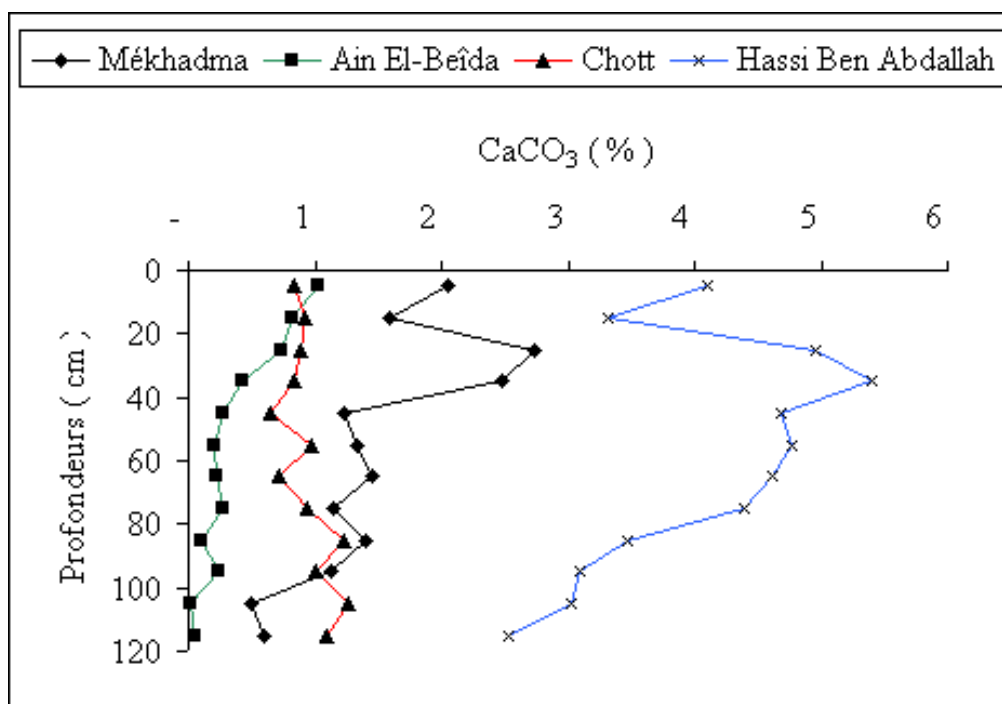 Mékhadma Ain El-Beîda Chott Hassi Ben Abdallah
CaCO₃ ( % )
- 1 2 3 4 5 6
0
20
40
60
80
100
120
Profondeurs ( cm )